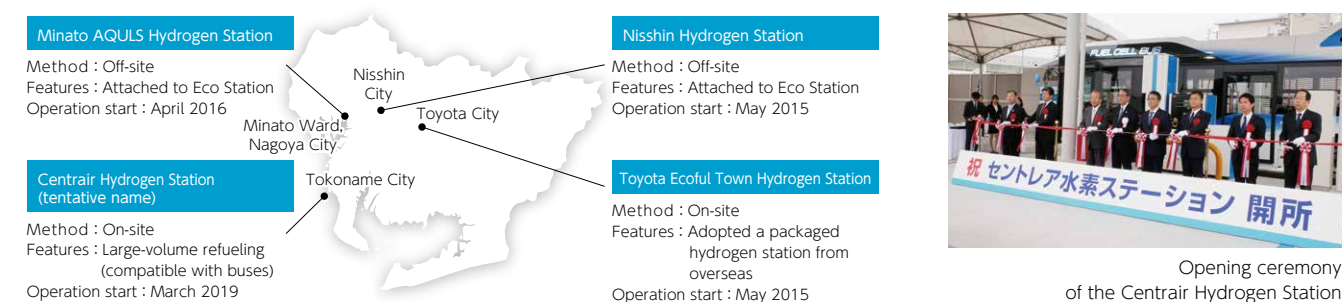 Minato AQULS Hydrogen Station
Method : Off-site
Features : Attached to Eco Station
Operation start : April 2016
Nisshin
City
Toyota City
Minato Ward,
Nagoya City
Tokoname City
Nisshin Hydrogen Station
Method : Off-site
Features : Attached to Eco Station
Operation start : May 2015
Centrair Hydrogen Station
(tentative name)
Method : On-site
Features : Large-volume refueling
(compatible with buses)
Operation start : March 2019
Toyota Ecoful Town Hydrogen Station
Method : On-site
Features : Adopted a packaged
hydrogen station from
overseas
Operation start : May 2015
FUEL CELL BUS
祝 セントレア水素ステーション 開所
Opening ceremony
of the Centrair Hydrogen Station